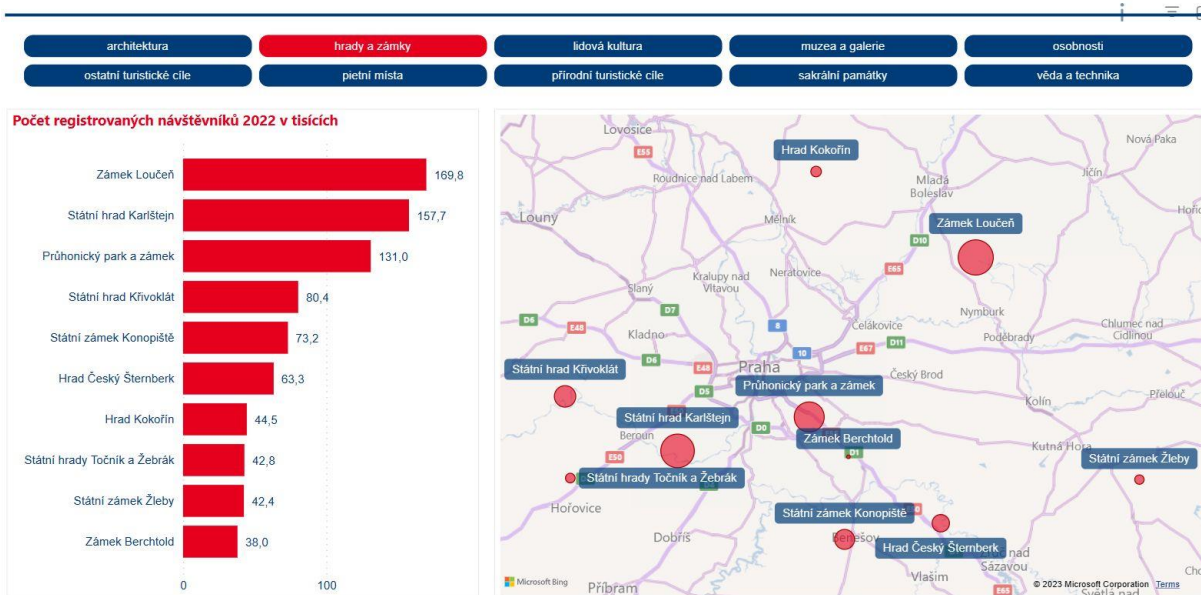 architektura
hrady a zámky
lidová kultura
muzea a galerie
osobnosti
ostatní turistické cíle
pietní místa
přírodní turistické cíle
sakrální památky
věda a technika
Počet registrovaných návštěvníků 2022 v tisících
Zámek Loučeň 169,8
Státní hrad Karlštejn 157,7
Průhonický park a zámek 131,0
Státní hrad Křivoklát 80,4
Státní zámek Konopiště 73,2
Hrad Český Šternberk 63,3
Hrad Kokořín 44,5
Státní hrady Točník a Žebrák 42,8
Státní zámek Žleby 42,4
Zámek Berchtold 38,0
0 100
Lovosice
Nová Paka
Hrad Kokořín
E55
Roudnice nad Labem
Mladá
Boleslav
Jičín
Louny
Mělník
Zámek Loučeň
D10
E65
Kralupy nad
Vltavou
Neratovice
Slaný
D7
D6
E48
Nymburk
8
Čelákovice
Poděbrady
Chlumec nad
Cidlinou
Kladno
D11
E67
10
D6
E48
Praha
Státní hrad Křivoklát
Český Brod
Průhonický park a zámek
D5
Kolín
Přelouč
Státní hrad Karlštejn
D0
Beroun
Zámek Berchtold
Kutná Hora
D1
E50
Státní zámek Žleby
Státní hrady Točník a Žebrák
Hořovice
Státní zámek Konopiště
Dobříš
Benešov
Hrad Český Šternberk
nad
Sázavou
Vlašim
Microsoft Bing
Příbram
E65
© 2023 Microsoft Corporation Terms
Světlá nad